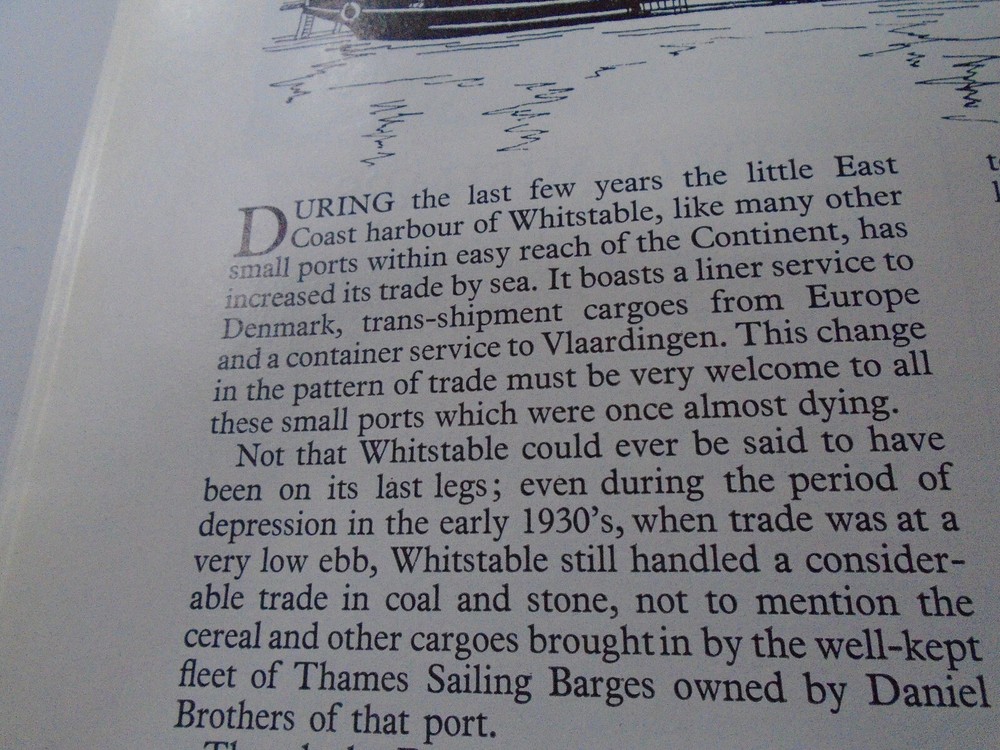 DURING the last few years the little East
Coast harbour of Whitstable, like many other
small ports within easy reach of the Continent, has
increased its trade by sea. It boasts a liner service to
Denmark, trans-shipment cargoes from Europe
and a container service to Vlaardingen. This change
in the pattern of trade must be very welcome to all
these small ports which were once almost dying.
Not that Whitstable could ever be said to have
been on its last legs; even during the period of
depression in the early 1930's, when trade was at a
very low ebb, Whitstable still handled a consider-
able trade in coal and stone, not to mention the
cereal and other cargoes brought in by the well-kept
fleet of Thames Sailing Barges owned by Daniel
Brothers of that port.